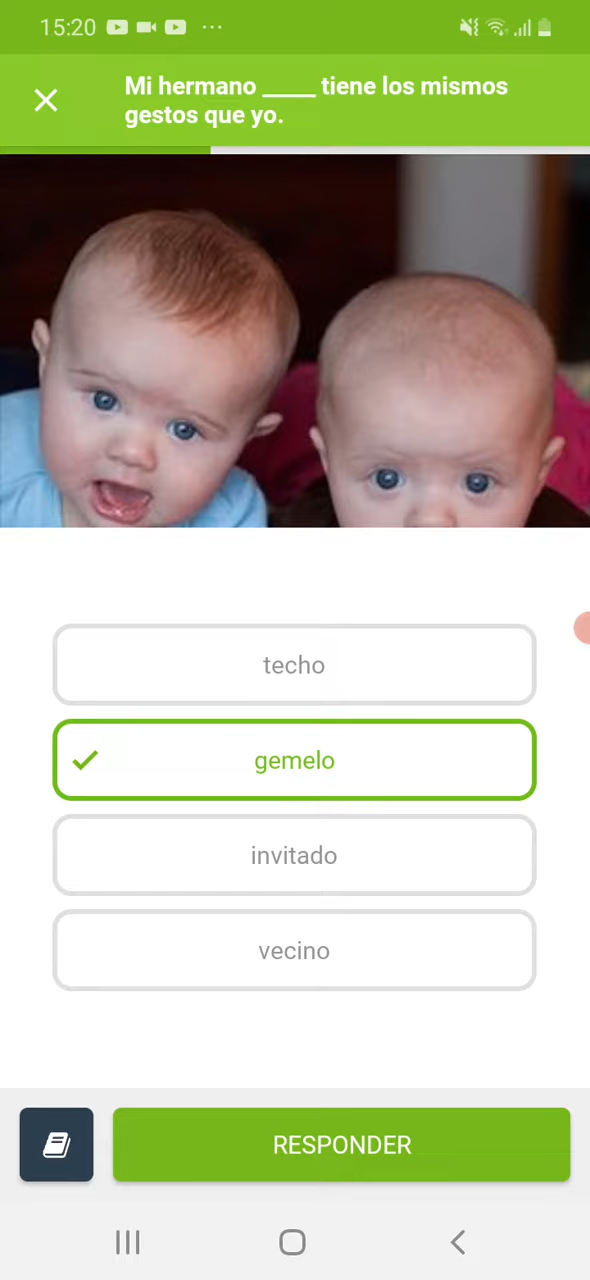 15:20
Mi hermano _____ tiene los mismos
gestos que yo.
techo
gemelo
invitado
vecino
RESPONDER